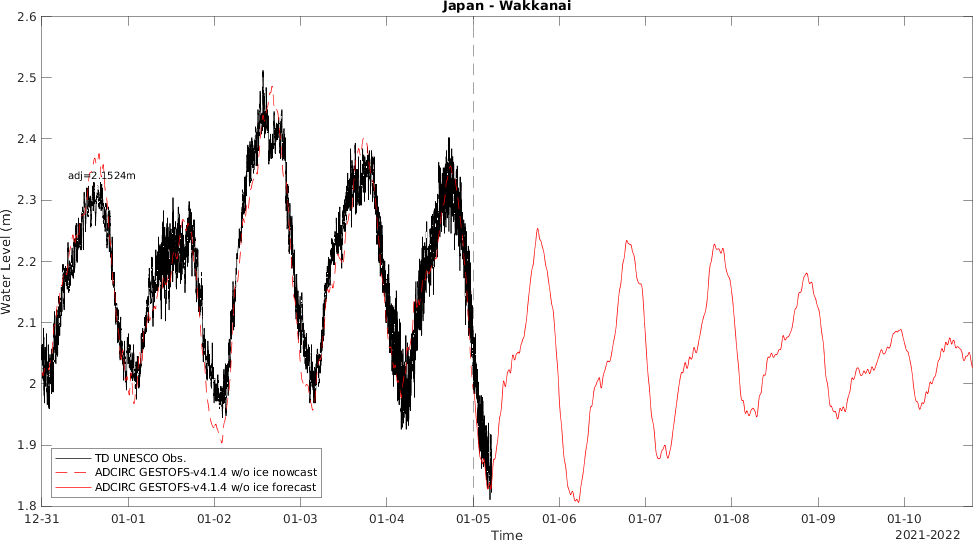 Japan - Wakkanai
2.6
2.5
2.4
2.3
2.2
2.1
2
1.9
1.8
Water Level (m)
adj=2.1524m
TD UNESCO Obs.
ADCIRC GESTOFS-v4.1.4 w/o ice nowcast
ADCIRC GESTOFS-v4.1.4 w/o ice forecast
12-31 01-01 01-02 01-03 01-04 01-05 01-06 01-07 01-08 01-09 01-10
Time
2021-2022